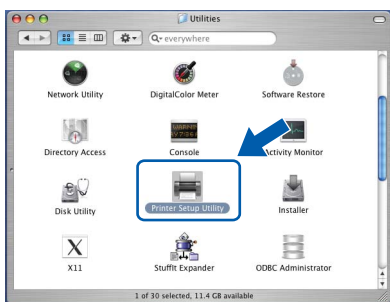 Utilities
everywhere
Network Utility
DigitalColor Meter
Software Restore
Directory Access
Console
Activity Monitor
Disk Utility
Printer Setup Utility
Installer
X11
StuffIt Expander
ODBC Administrator
1 of 30 selected, 11.4 GB available